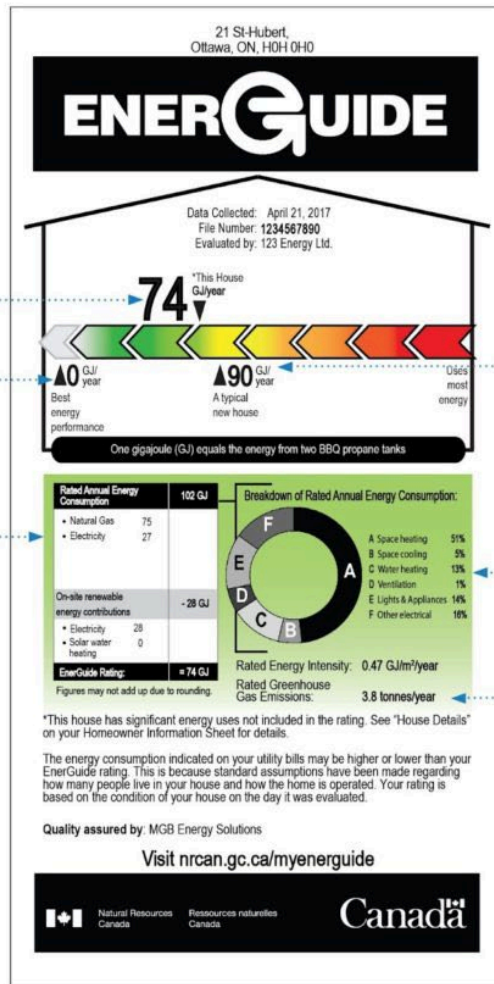 21 St-Hubert,
Ottawa, ON, H0H 0H0
ENERGUIDE
Data Collected: April 21, 2017
File Number: 1234567890
Evaluated by: 123 Energy Ltd.
74 *This House
GJ/year
0 GJ/
year
Best
energy
performance
90 GJ/
year
A typical
new house
Uses
most
energy
One gigajoule (GJ) equals the energy from two BBQ propane tanks
Rated Annual Energy
Consumption 102 GJ
• Natural Gas 75
• Electricity 27
On-site renewable
energy contributions - 28 GJ
• Electricity 28
• Solar water
heating 0
EnerGuide Rating: = 74 GJ
Figures may not add up due to rounding.
Breakdown of Rated Annual Energy Consumption:
F
E
D
C
B
A
A Space heating 51%
B Space cooling 5%
C Water heating 13%
D Ventilation 1%
E Lights & Appliances 14%
F Other electrical 16%
Rated Energy Intensity: 0.47 GJ/m²/year
Rated Greenhouse
Gas Emissions: 3.8 tonnes/year
*This house has significant energy uses not included in the rating. See "House Details"
on your Homeowner Information Sheet for details.
The energy consumption indicated on your utility bills may be higher or lower than your
EnerGuide rating. This is because standard assumptions have been made regarding
how many people live in your house and how the home is operated. Your rating is
based on the condition of your house on the day it was evaluated.
Quality assured by: MGB Energy Solutions
Visit nrcan.gc.ca/myenerguide
Natural Resources
Canada
Ressources naturelles
Canada
Canada